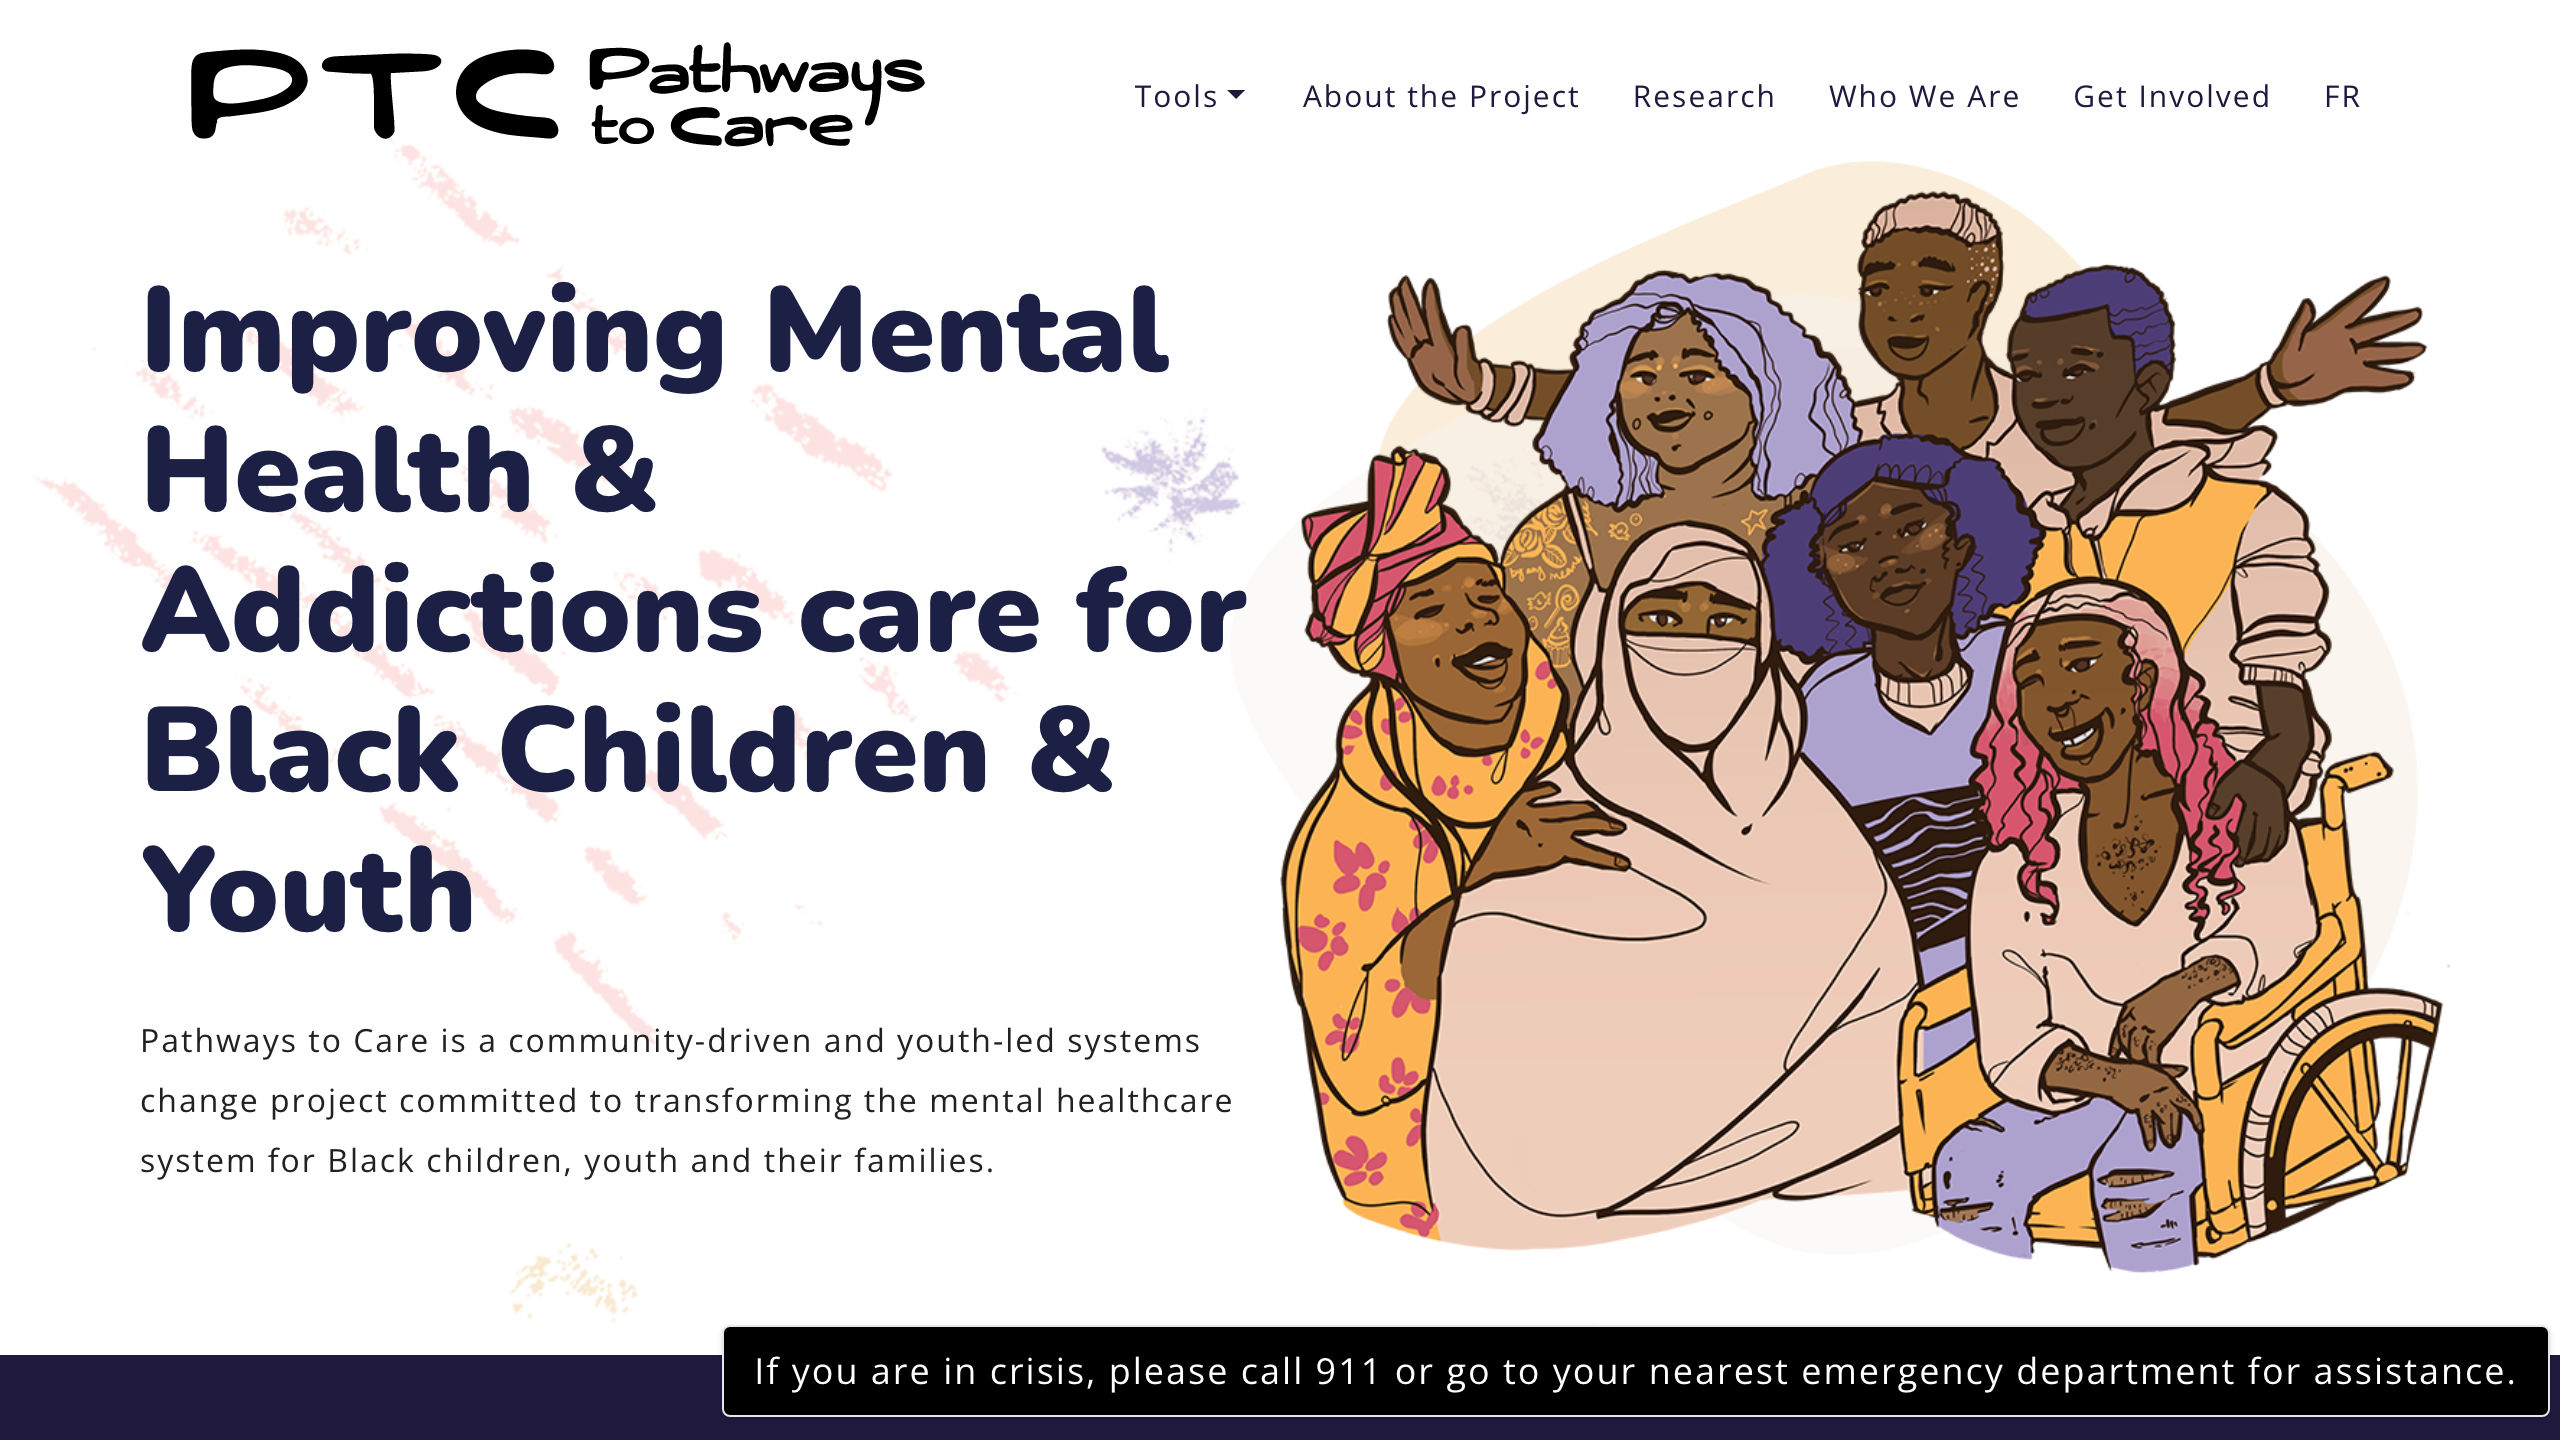 PTC Pathways
to Care
Tools
About the Project
Research
Who We Are
Get Involved
FR
Improving Mental
Health &
Addictions care for
Black Children &
Youth
Pathways to Care is a community-driven and youth-led systems
change project committed to transforming the mental healthcare
system for Black children, youth and their families.
by any means
If you are in crisis, please call 911 or go to your nearest emergency department for assistance.